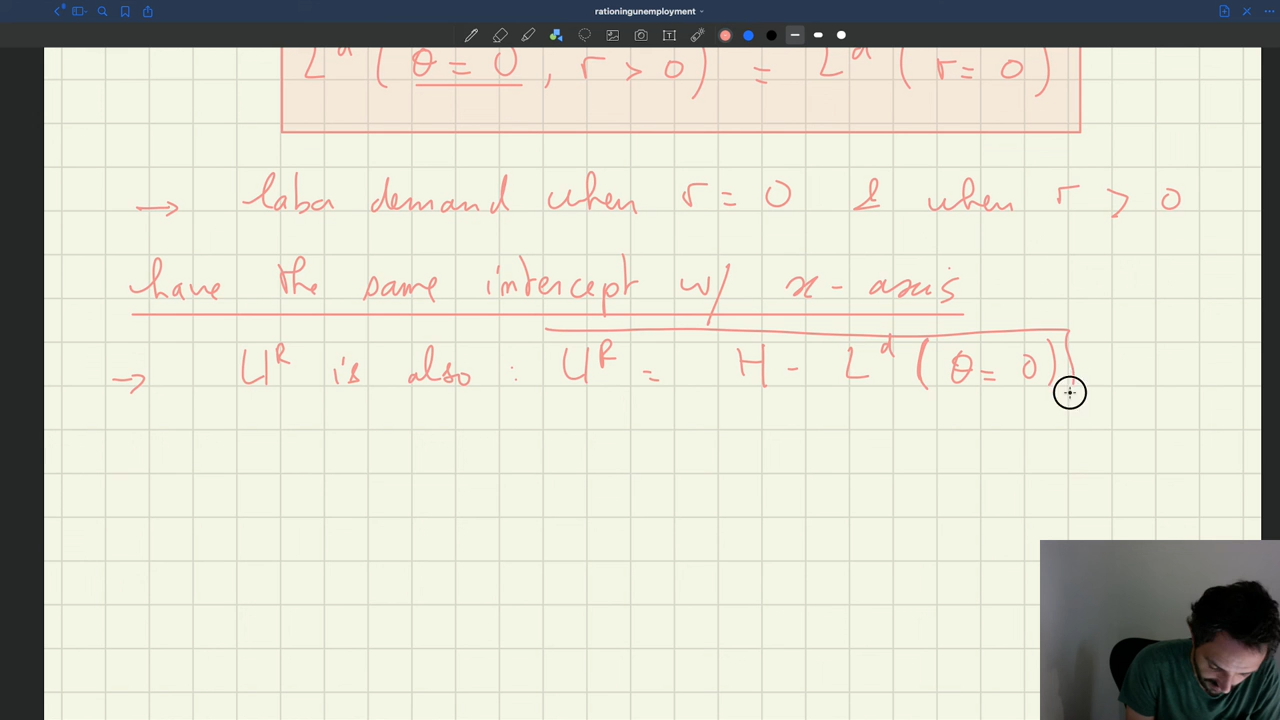 rationingunemployment
L^d ( θ = 0 , r > 0 ) = L^d ( r = 0 )
→ labor demand when r = 0 & when r > 0
have the same intercept w/ x - axis
→ U^R is also : U^R = H - L^d ( θ = 0 )